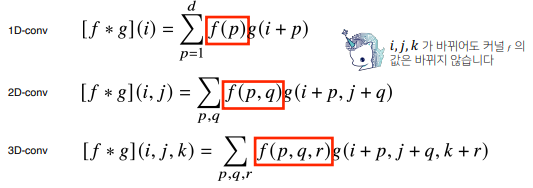 1D-conv [f * g](i) = ∑_{p=1}^{d} f(p)g(i + p)
i, j, k 가 바뀌어도 커널 f 의
값은 바뀌지 않습니다
2D-conv [f * g](i, j) = ∑_{p,q} f(p, q)g(i + p, j + q)
3D-conv [f * g](i, j, k) = ∑_{p,q,r} f(p, q, r)g(i + p, j + q, k + r)